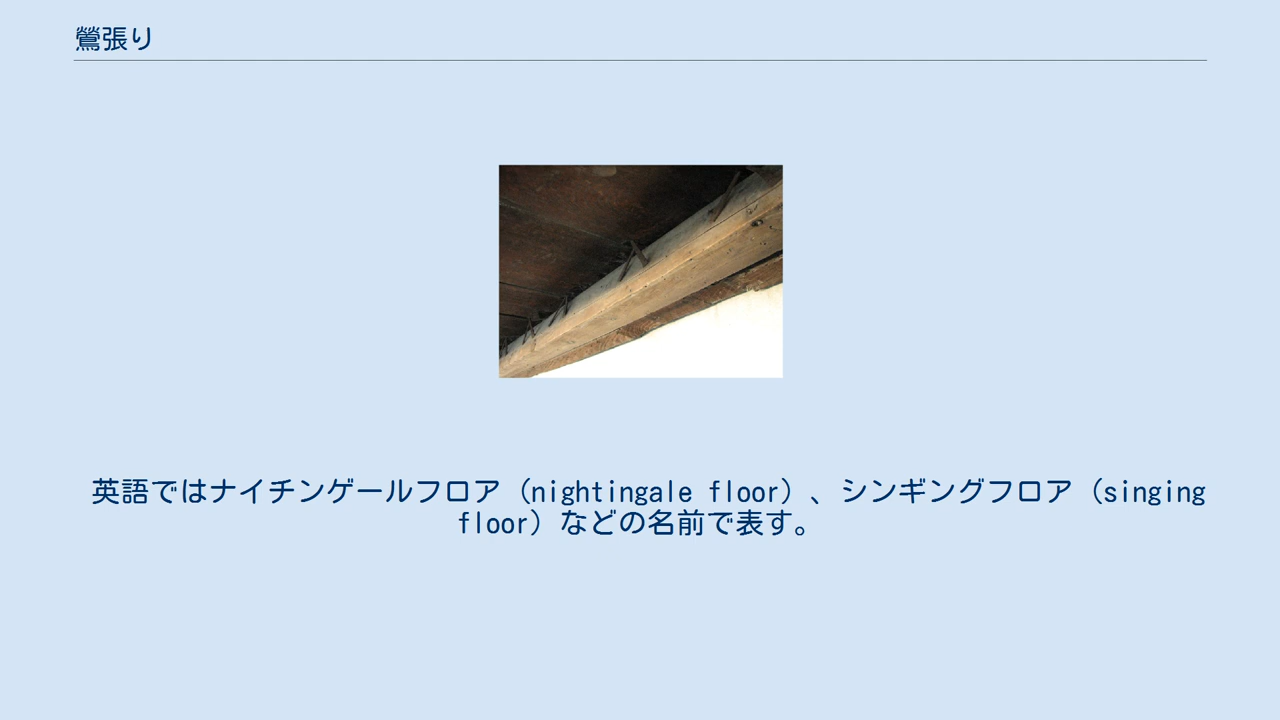 鶯張り
英語ではナイチンゲールフロア（nightingale floor）、シンギングフロア（singing
floor）などの名前で表す。